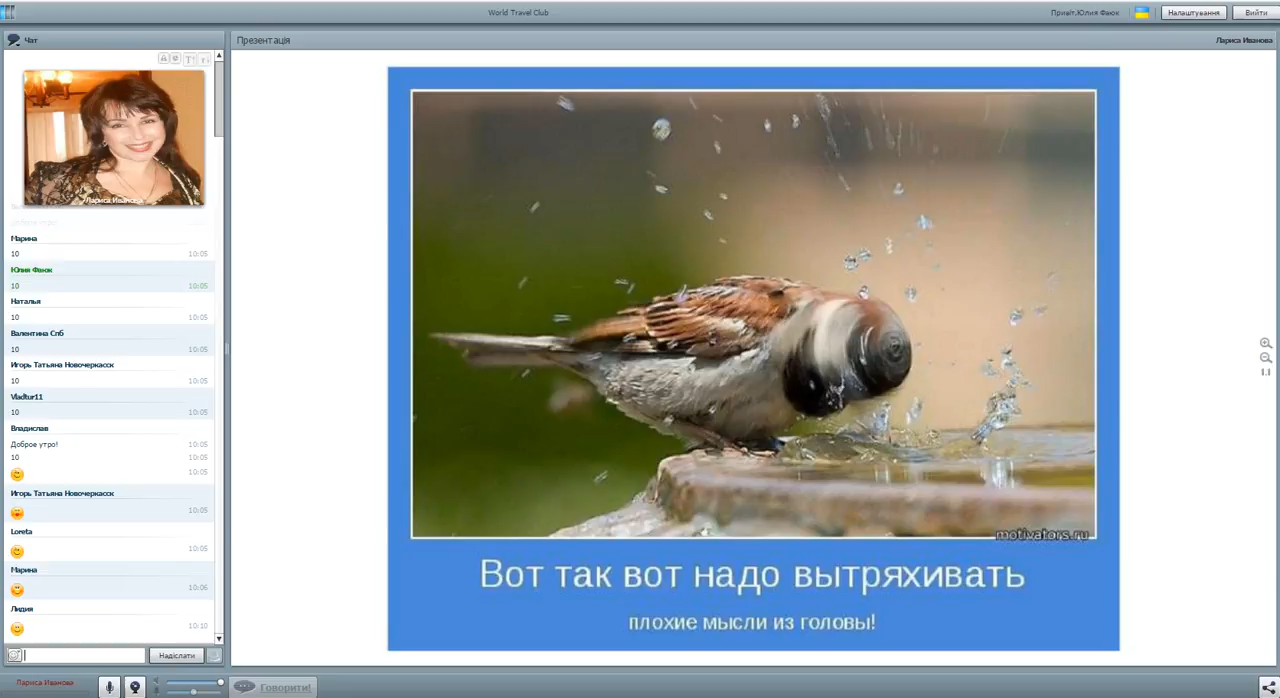 World Travel Club
Привіт,Юлия Фаюк
Налаштування
Вийти
Чат
Презентація
Лариса Иванова
Лариса Иванова
Марина
10 10:05
Юлия Фаюк
10 10:05
Наталья
10 10:05
Валентина Спб
10 10:05
Игорь Татьяна Новочеркасск
10 10:05
Vladtur11
10 10:05
Владислав
Доброе утро! 10:05
10 10:05
10:05
Игорь Татьяна Новочеркасск
10:05
Loreta
10:05
Марина
10:06
Лидия
10:10
Надіслати
Лариса Иванова
Говорити!
motivators.ru
Вот так вот надо вытряхивать
плохие мысли из головы!
1:1